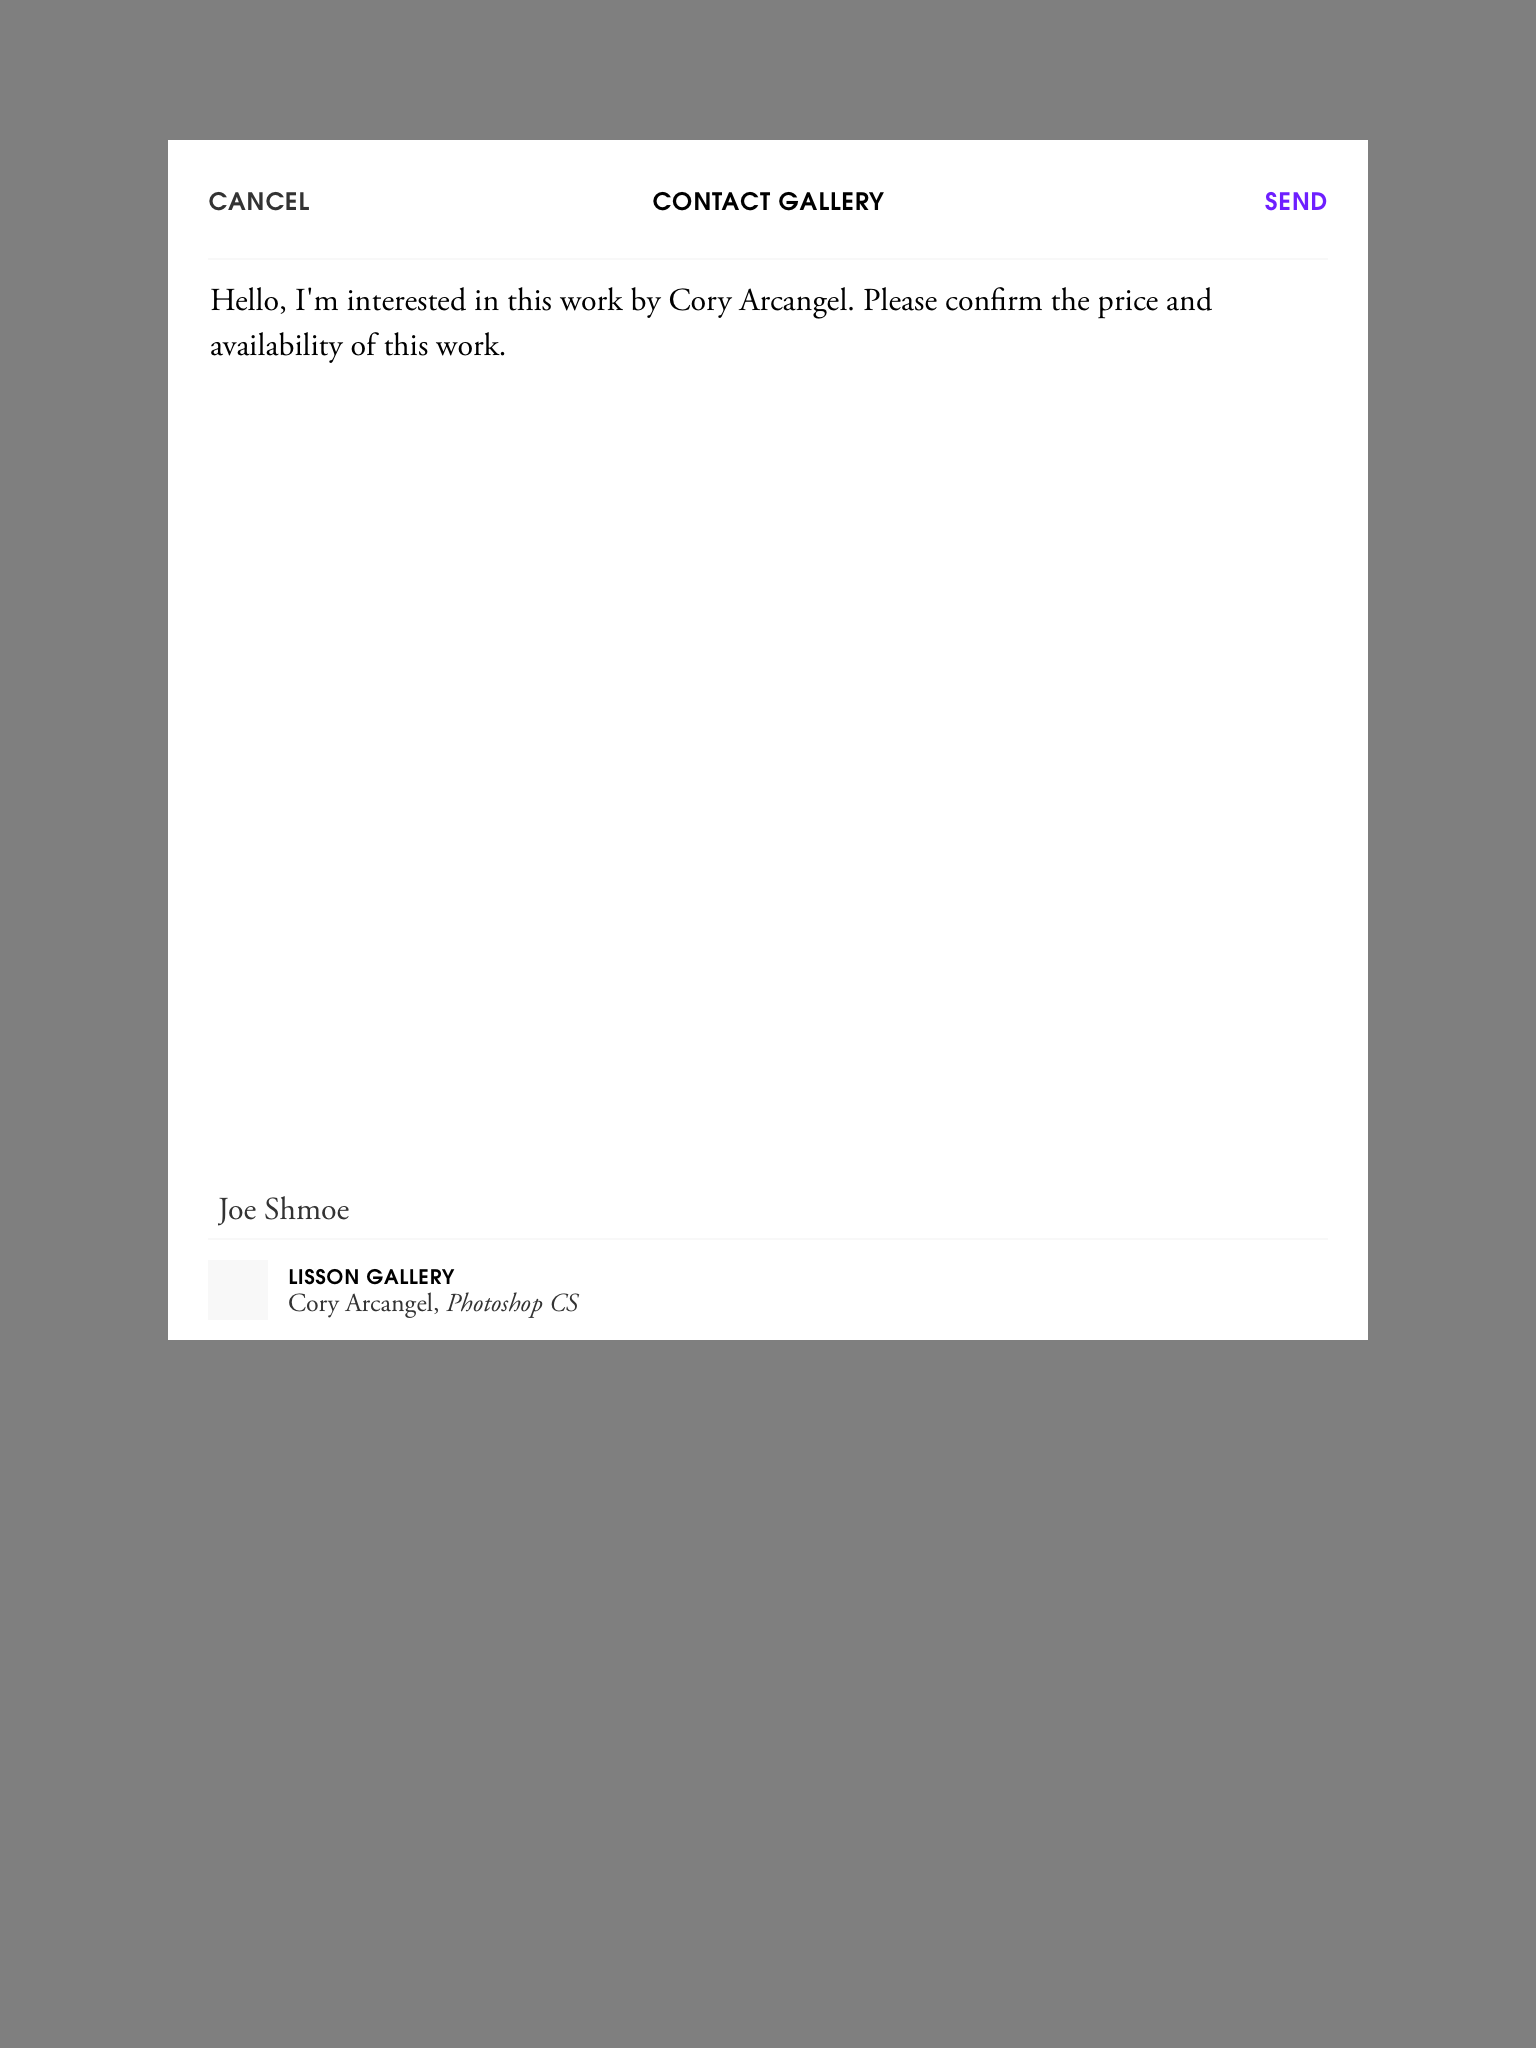 CANCEL
CONTACT GALLERY
SEND
Hello, I'm interested in this work by Cory Arcangel. Please confirm the price and
availability of this work.
Joe Shmoe
LISSON GALLERY
Cory Arcangel, Photoshop CS